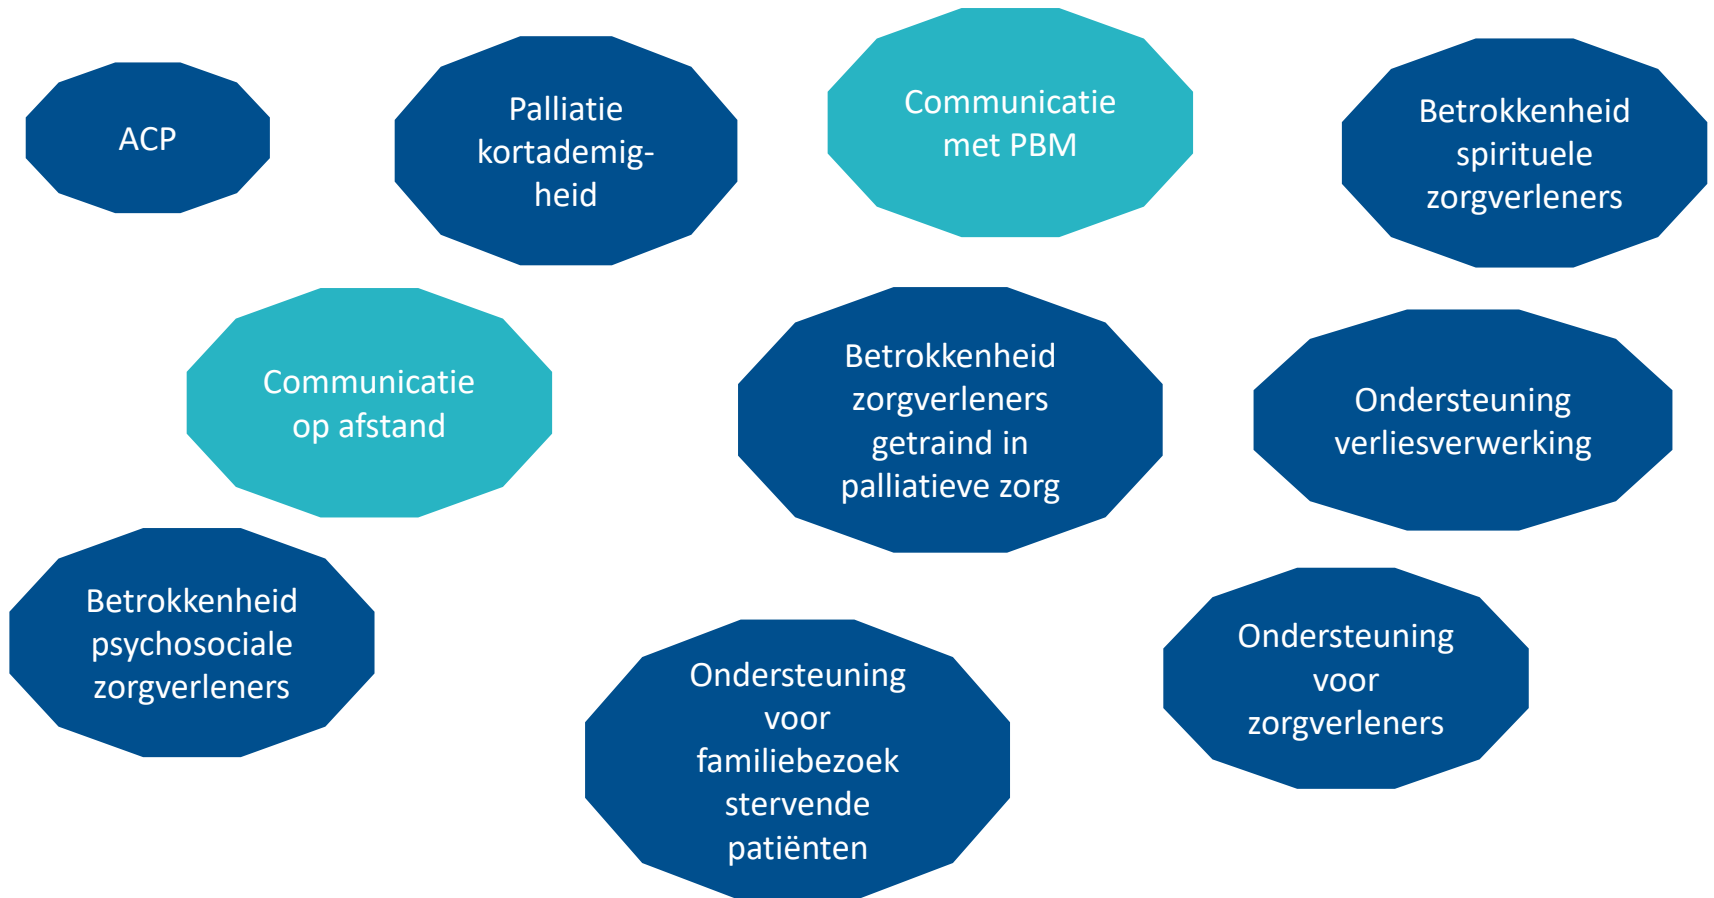 ACP
Palliatie
kortademig-
heid
Communicatie
met PBM
Betrokkenheid
spirituele
zorgverleners
Communicatie
op afstand
Betrokkenheid
zorgverleners
getraind in
palliatieve zorg
Ondersteuning
verliesverwerking
Betrokkenheid
psychosociale
zorgverleners
Ondersteuning
voor
familiebezoek
stervende
patiënten
Ondersteuning
voor
zorgverleners